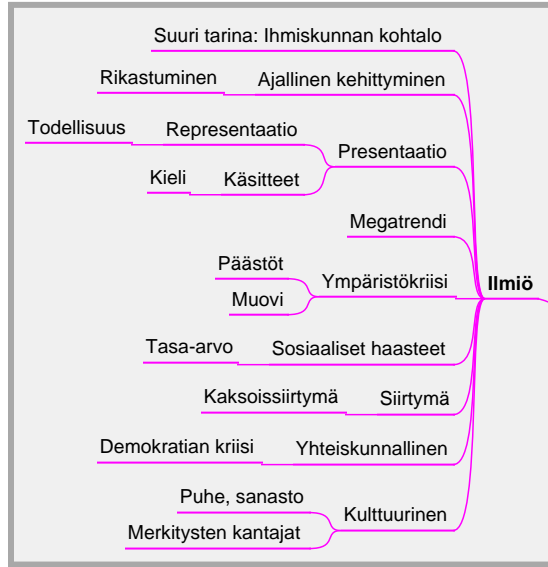 Suuri tarina: Ihmiskunnan kohtalo
Rikastuminen Ajallinen kehittyminen
Todellisuus Representaatio
Presentaatio
Kieli Käsitteet
Megatrendi
Päästöt
Ympäristökriisi Ilmiö
Muovi
Tasa-arvo Sosiaaliset haasteet
Kaksoissiirtymä Siirtymä
Demokratian kriisi Yhteiskunnallinen
Puhe, sanasto
Kulttuurinen
Merkitysten kantajat